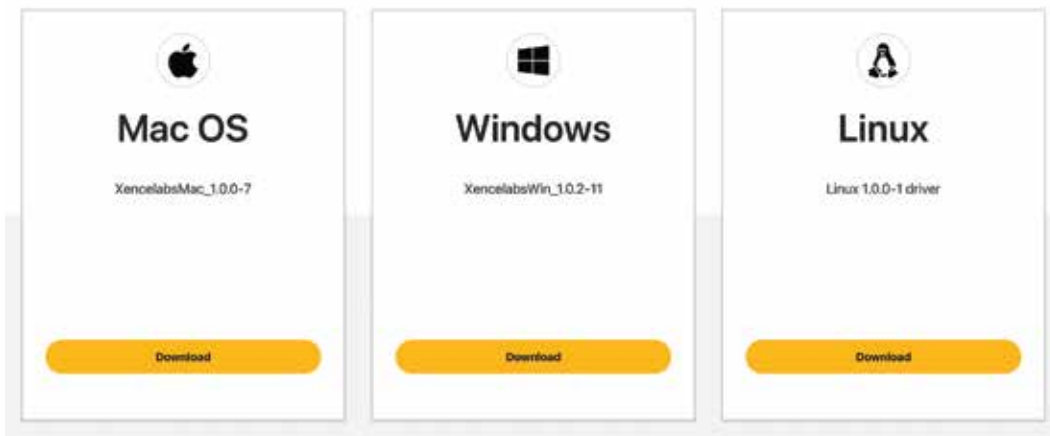 Mac OS
XencelabsMac_1.0.0-7
Download
Windows
XencelabsWin_1.0.2-11
Download
Linux
Linux 1.0.0-1 driver
Download